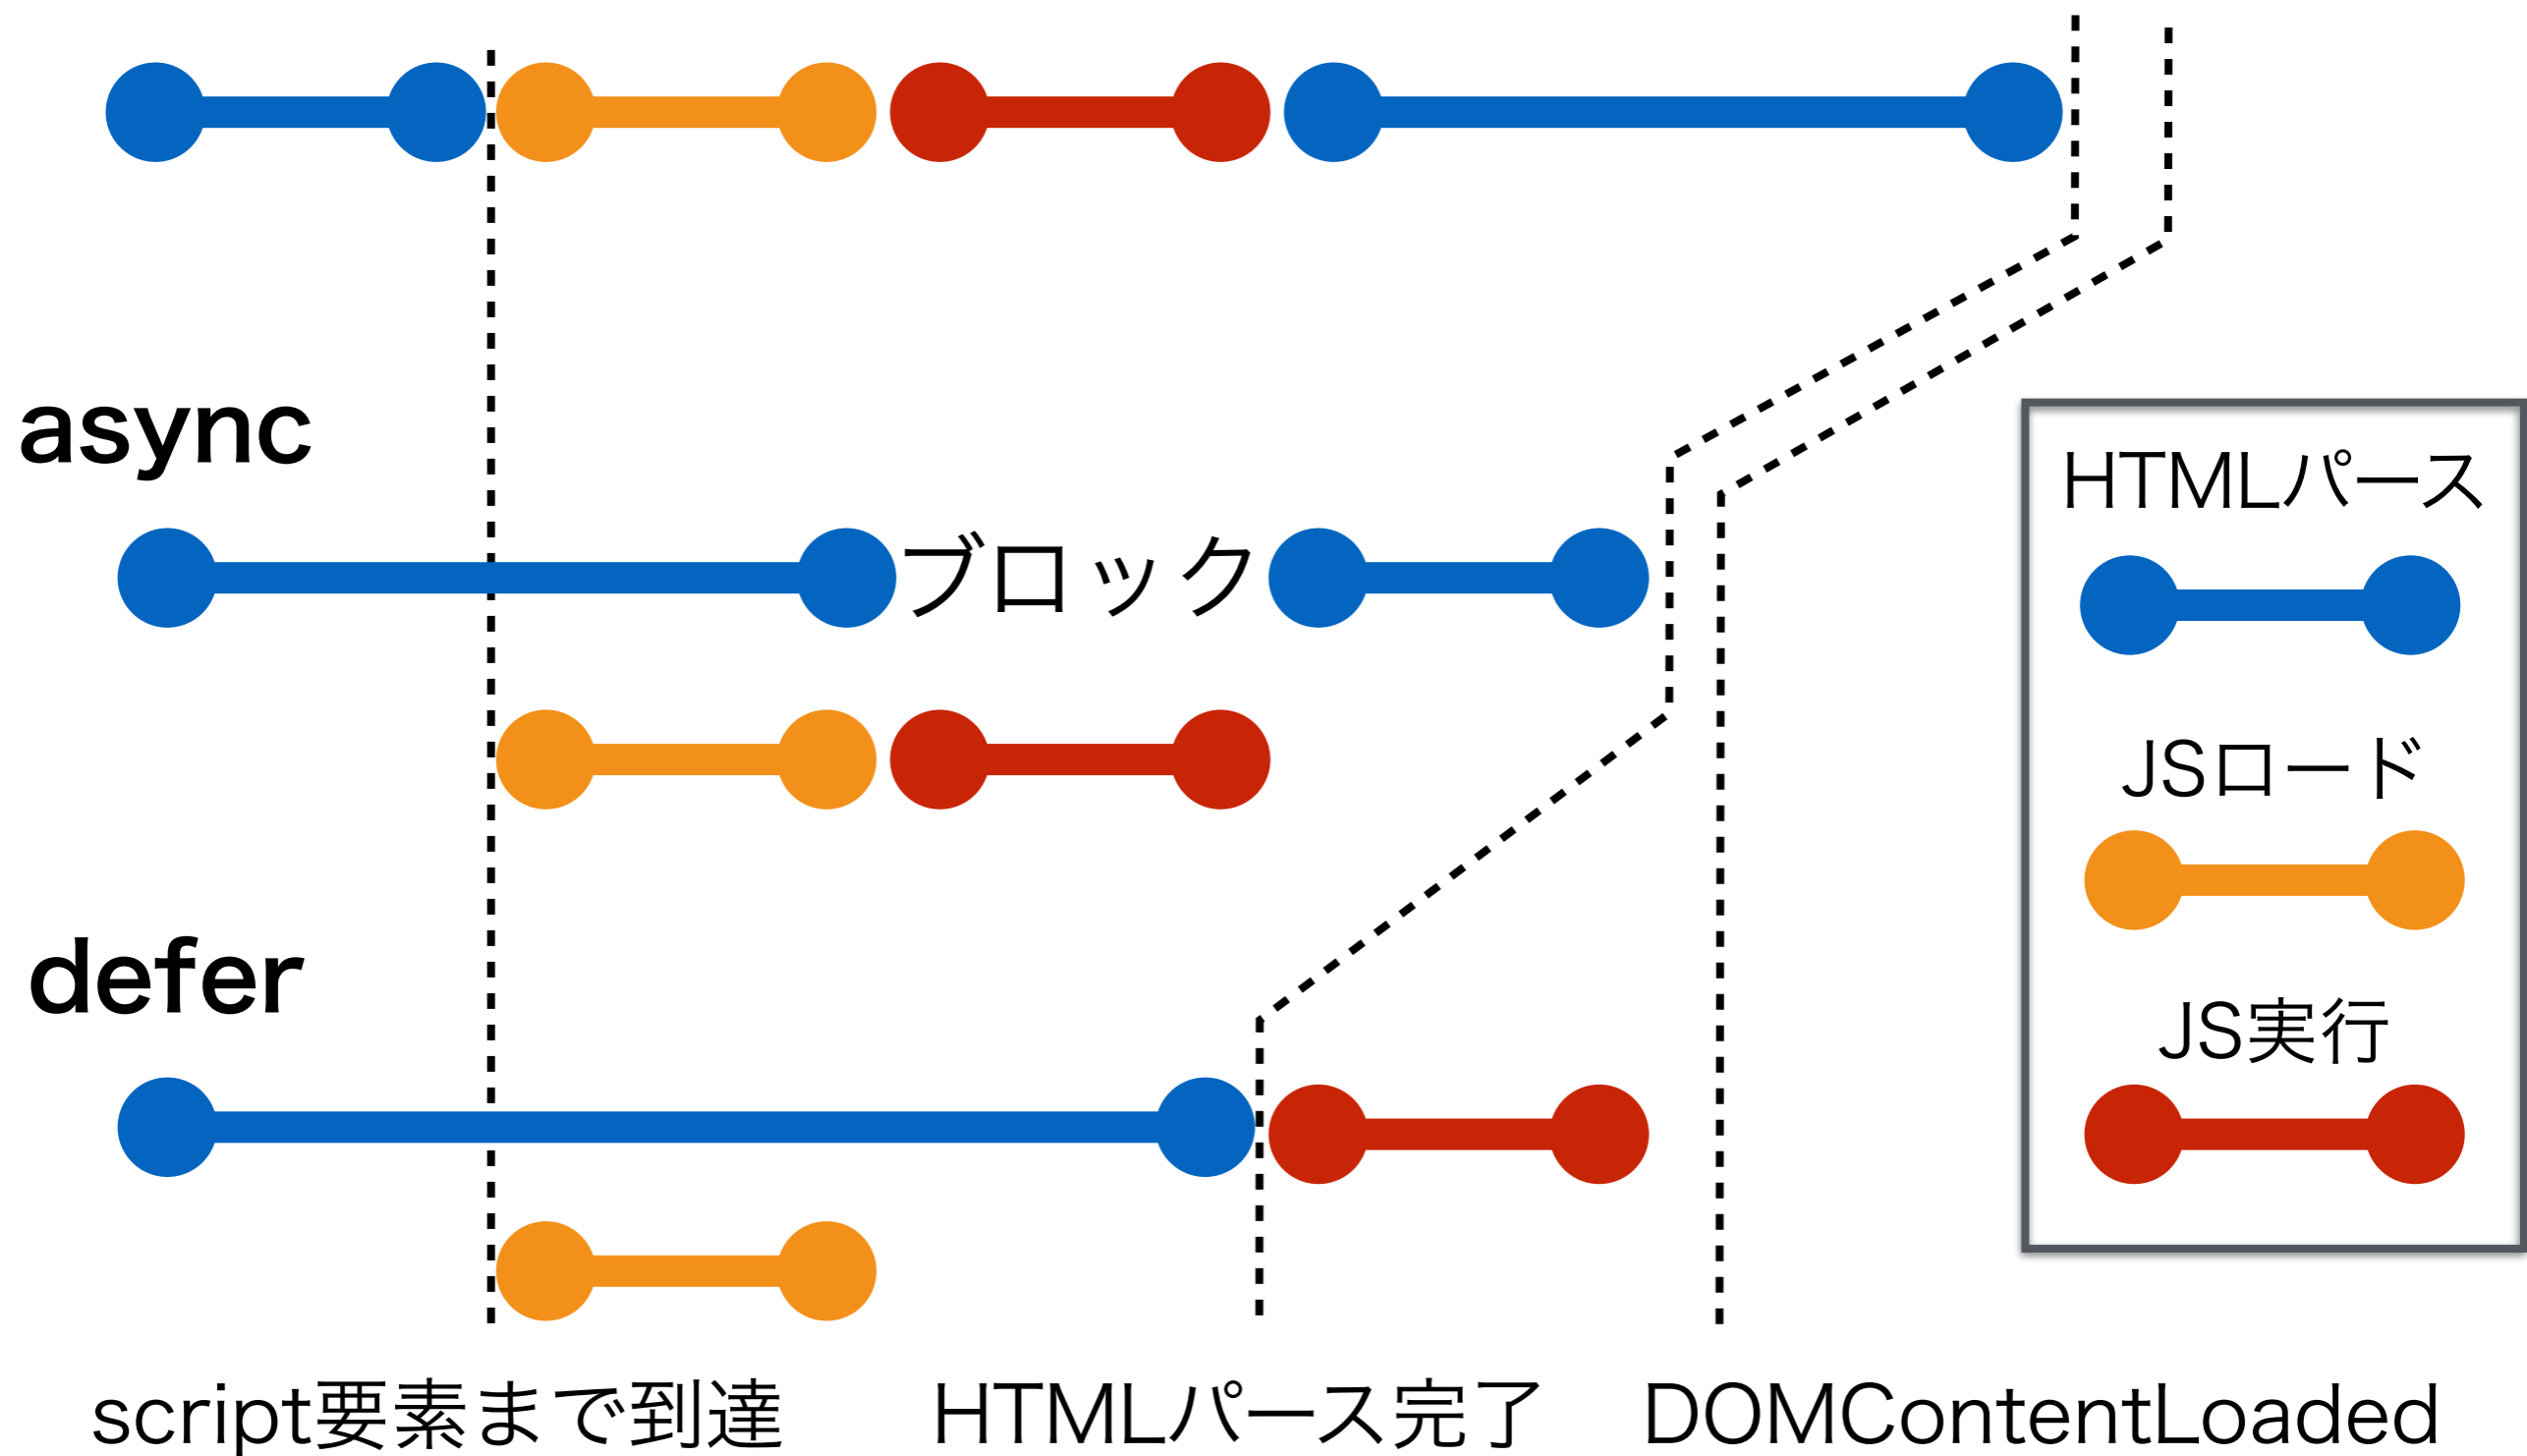 async
ブロック
defer
HTMLパース
JSロード
JS実行
script要素まで到達
HTMLパース完了
DOMContentLoaded